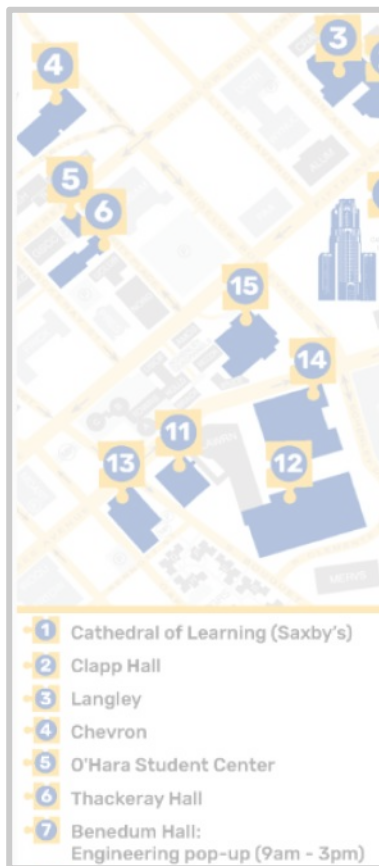 3
4
5
6
15
14
11
13
12
1 Cathedral of Learning (Saxby's)
2 Clapp Hall
3 Langley
4 Chevron
5 O'Hara Student Center
6 Thackeray Hall
7 Benedum Hall:
Engineering pop-up (9am - 3pm)